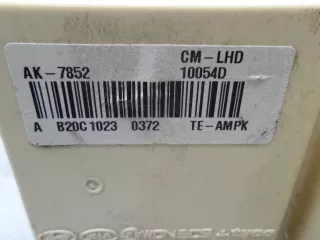 CM-LHD
AK-7852 10054D
A B20C1023 0372 TE-AMPK